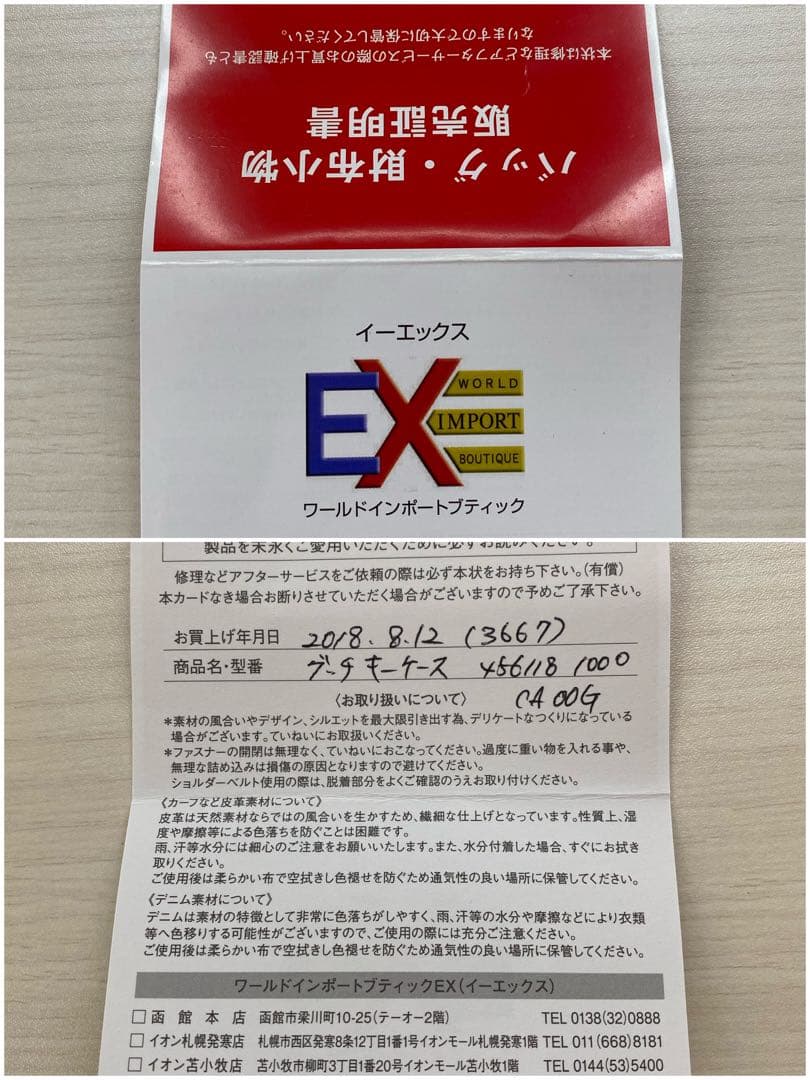 バッグ・財布小物
販売証明書
本状は修理などアフターサービスの際のお買上げ確認書とも
なりますので大切に保管してください。
イーエックス
EX
WORLD
IMPORT
BOUTIQUE
ワールドインポートブティック
製品を末永くご愛用いただくために必ずお読みください。
修理などアフターサービスをご依頼の際は必ず本状をお持ち下さい。(有償)
本カードなき場合お断りさせていただく場合がございますので予めご了承下さい。
お買上げ年月日 2018.8.12 (3667)
商品名・型番 グッチ キーケース 456118 1000
CA00G
〈お取り扱いについて〉
*素材の風合いやデザイン、シルエットを最大限引き出す為、デリケートなつくりになっている
場合がございます。ていねいにお取扱いください。
*ファスナーの開閉は無理なく、ていねいにおこなってください。過度に重い物を入れる事や、
無理な詰め込みは損傷の原因となりますので避けてください。
ショルダーベルト使用の際は、脱着部分をよくご確認のうえお取り付けください。
《カーフなど皮革素材について》
皮革は天然素材ならではの風合いを生かすため、繊細な仕上げとなっています。性質上、湿
度や摩擦等による色落ちを防ぐことは困難です。
雨、汗等水分には細心のご注意をお願いいたします。また、水分付着した場合、すぐにお拭き
取りください。
ご使用後は柔らかい布で空拭きし色褪せを防ぐため通気性の良い場所に保管してください。
《デニム素材について》
デニムは素材の特徴として非常に色落ちがしやすく、雨、汗等の水分や摩擦などにより衣類
等へ色移りする可能性がございますので、ご使用の際には充分ご注意ください。
ご使用後は柔らかい布で空拭きし色褪せを防ぐため通気性の良い場所に保管してください。
ワールドインポートブティックEX(イーエックス)
□函館本店 函館市梁川町10-25(テーオー2階) TEL 0138(32)0888
□イオン札幌発寒店 札幌市西区発寒8条12丁目1番1号イオンモール札幌発寒1階 TEL 011(668)8181
□イオン苫小牧店 苫小牧市柳町3丁目1番20号イオンモール苫小牧1階 TEL 0144(53)5400